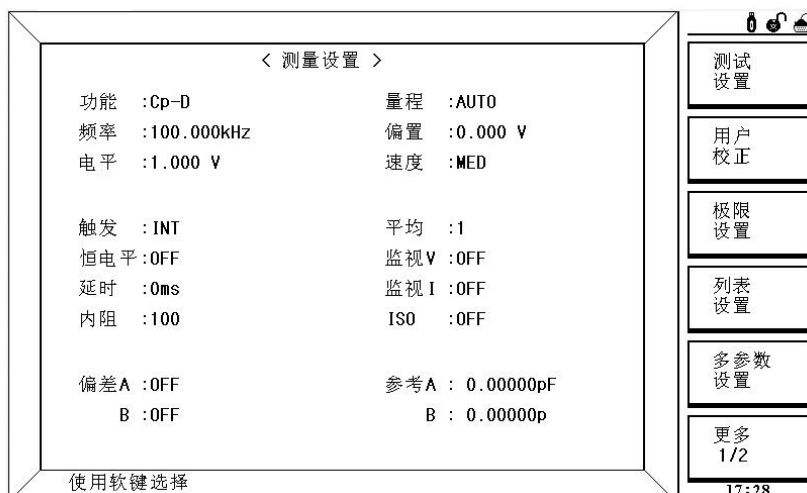 < 测量设置 >
功能 :Cp-D 量程 :AUTO
频率 :100.000kHz 偏置 :0.000 V
电平 :1.000 V 速度 :MED
触发 :INT 平均 :1
恒电平:OFF 监视V :OFF
延时 :0ms 监视I :OFF
内阻 :100 ISO :OFF
偏差A :OFF 参考A : 0.00000pF
B :OFF B : 0.00000p
使用软键选择
测试
设置
用户
校正
极限
设置
列表
设置
多参数
设置
更多
1/2
17:28